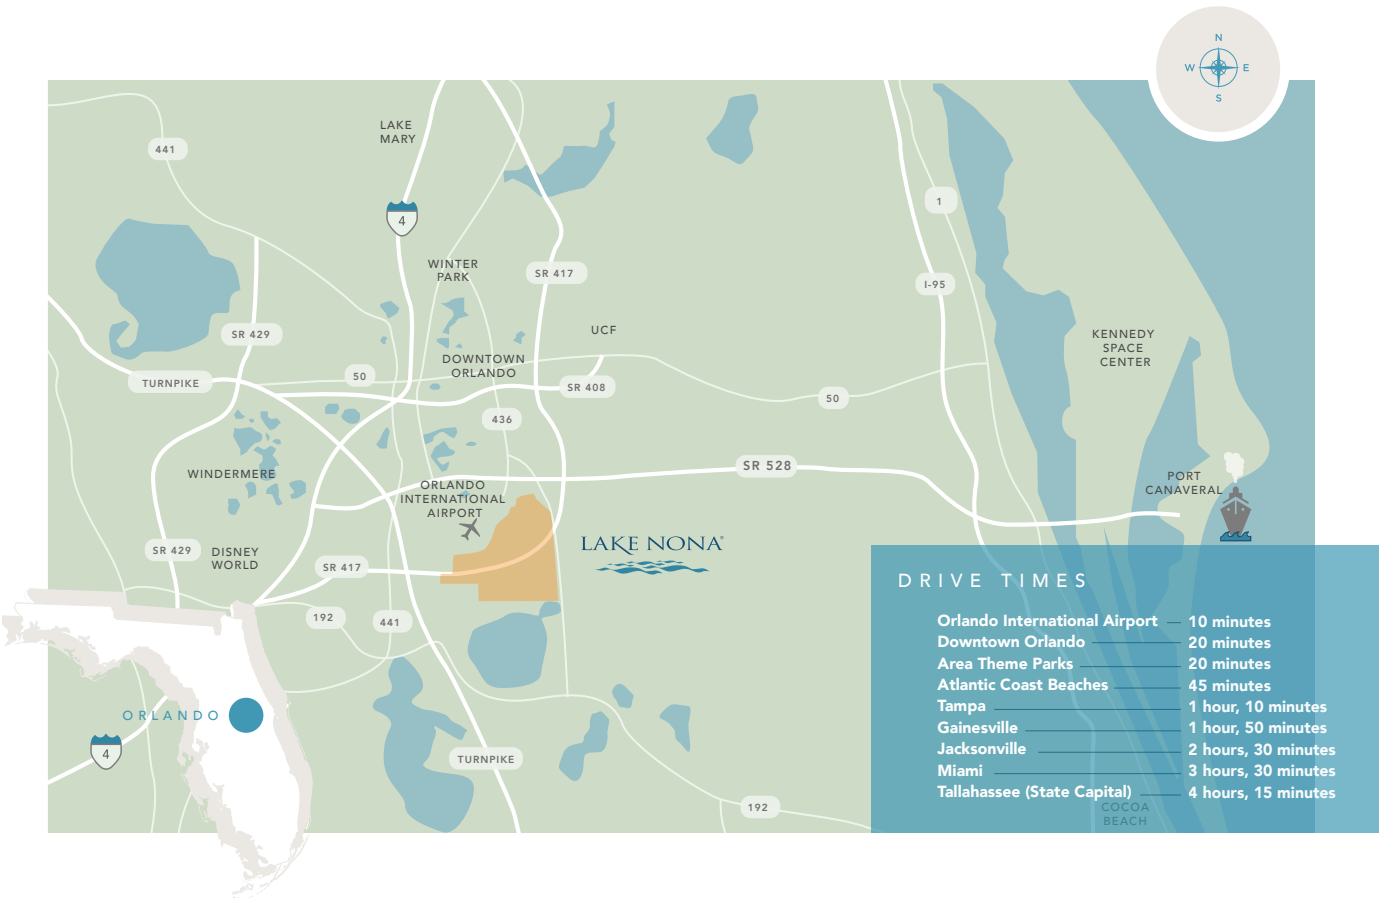 N
W E
S
LAKE
MARY
441
4
1
WINTER
PARK
SR 417
I-95
SR 429
UCF
KENNEDY
SPACE
CENTER
DOWNTOWN
ORLANDO
TURNPIKE
50
SR 408
50
436
SR 528
WINDERMERE
ORLANDO
INTERNATIONAL
AIRPORT
PORT
CANAVERAL
LAKE NONA®
SR 429
DISNEY
WORLD
SR 417
192
441
ORLANDO
4
TURNPIKE
192
DRIVE TIMES
Orlando International Airport 10 minutes
Downtown Orlando 20 minutes
Area Theme Parks 20 minutes
Atlantic Coast Beaches 45 minutes
Tampa 1 hour, 10 minutes
Gainesville 1 hour, 50 minutes
Jacksonville 2 hours, 30 minutes
Miami 3 hours, 30 minutes
Tallahassee (State Capital) 4 hours, 15 minutes
COCOA
BEACH